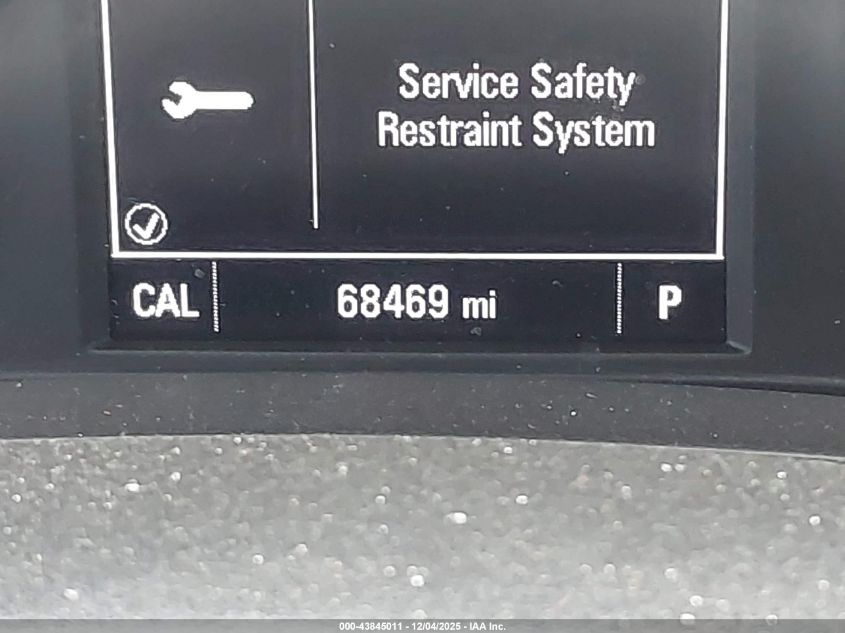 Service Safety
Restraint System
CAL 68469 mi P
000-43845011 - 12/04/2025 - IAA Inc.